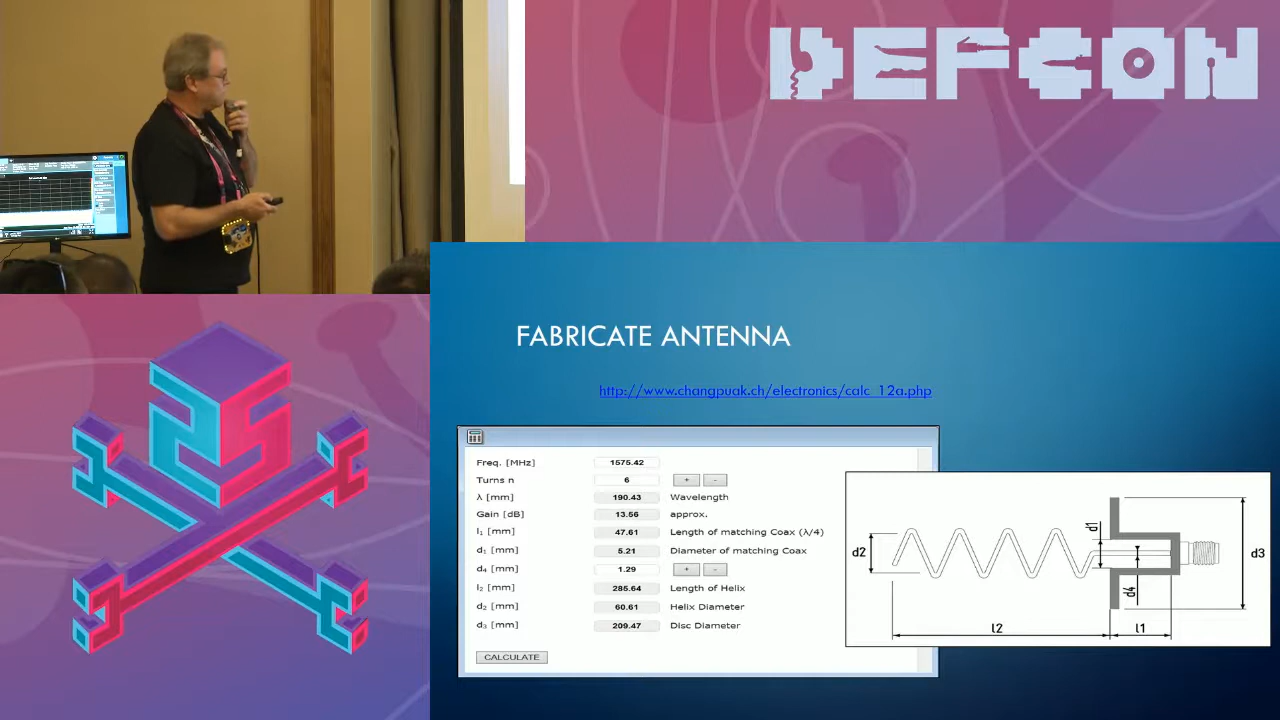 DEFCON
FABRICATE ANTENNA
http://www.changpuak.ch/electronics/calc_12a.php
Freq. [MHz] 1575.42
Turns n 6 + -
λ [mm] 190.43 Wavelength
Gain [dB] 13.56 approx.
l1 [mm] 47.61 Length of matching Coax (λ/4)
d1 [mm] 5.21 Diameter of matching Coax
d4 [mm] 1.29 + -
l2 [mm] 285.64 Length of Helix
d2 [mm] 60.61 Helix Diameter
d3 [mm] 209.47 Disc Diameter
CALCULATE
d1
d2
d3
d4
l2
l1